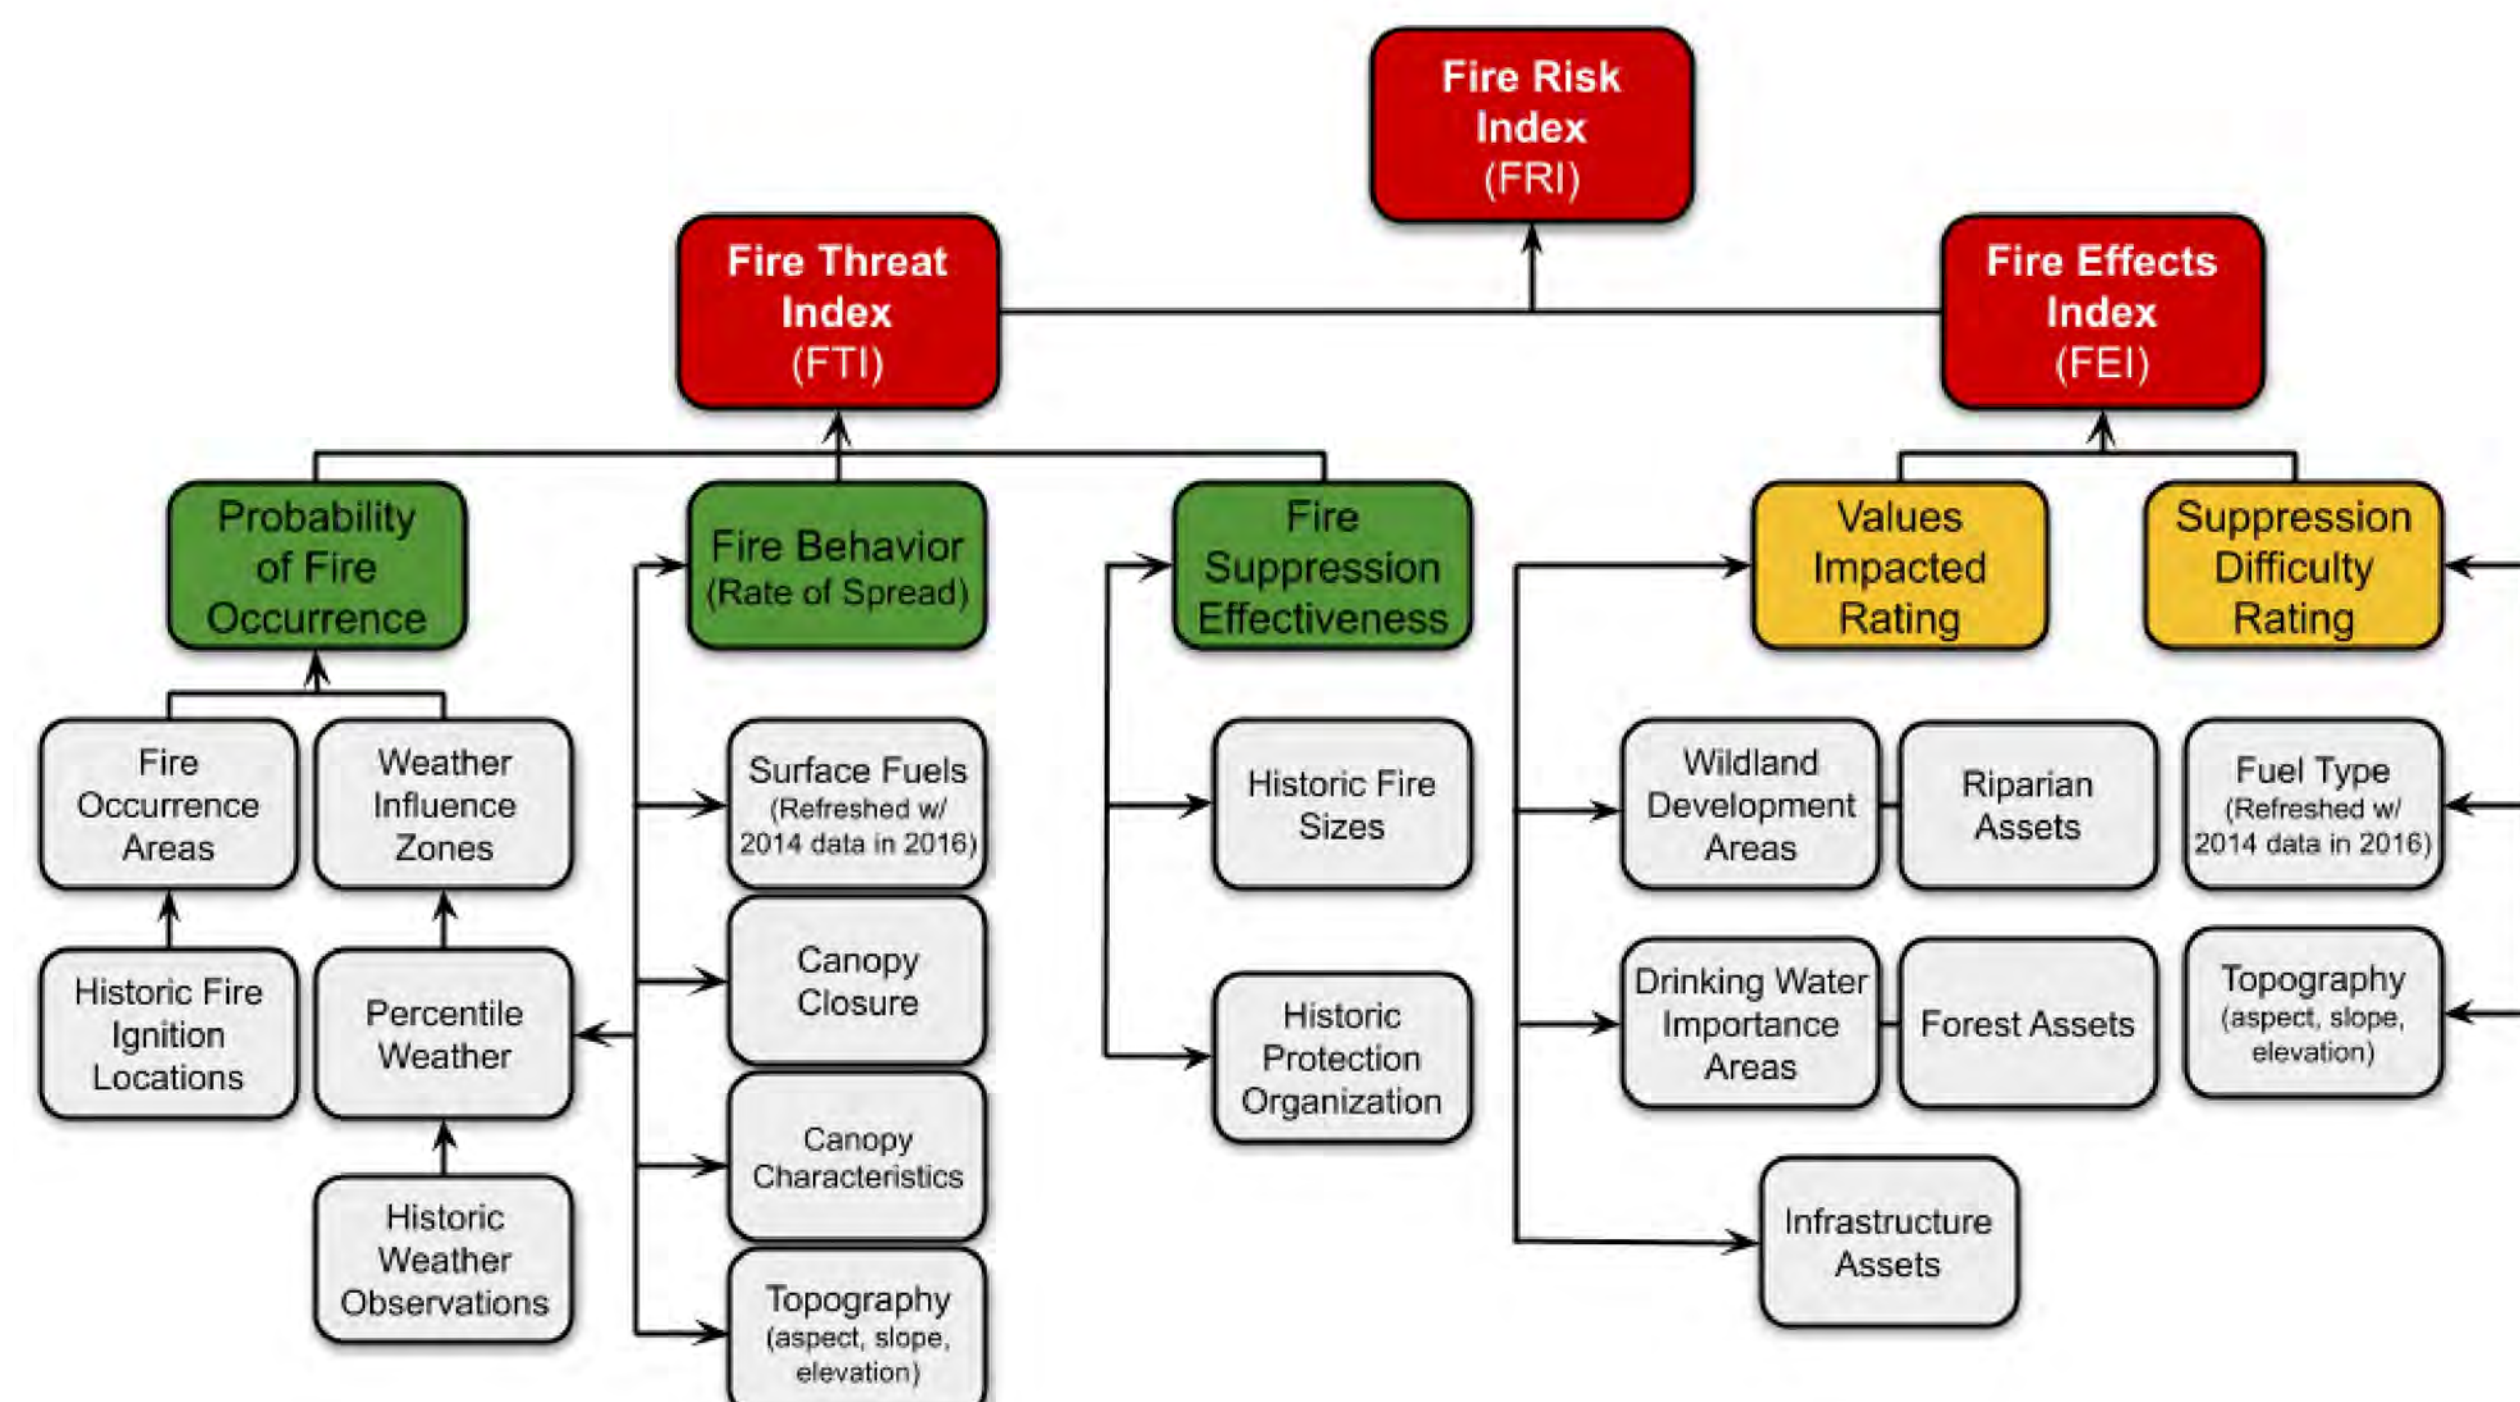 Fire Risk
Index
(FRI)
Fire Threat
Index
(FTI)
Fire Effects
Index
(FEI)
Probability
of Fire
Occurrence
Fire Behavior
(Rate of Spread)
Fire
Suppression
Effectiveness
Values
Impacted
Rating
Suppression
Difficulty
Rating
Fire
Occurrence
Areas
Weather
Influence
Zones
Surface Fuels
(Refreshed w/
2014 data in 2016)
Historic Fire
Sizes
Wildland
Development
Areas
Riparian
Assets
Fuel Type
(Refreshed w/
2014 data in 2016)
Historic Fire
Ignition
Locations
Percentile
Weather
Canopy
Closure
Historic
Protection
Organization
Drinking Water
Importance
Areas
Forest Assets
Topography
(aspect, slope,
elevation)
Canopy
Characteristics
Historic
Weather
Observations
Infrastructure
Assets
Topography
(aspect, slope,
elevation)